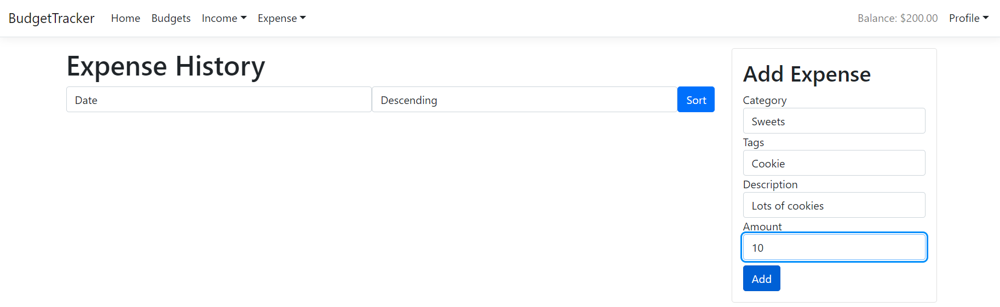 BudgetTracker Home Budgets Income Expense Balance: $200.00 Profile
Expense History
Date Descending Sort
Add Expense
Category
Sweets
Tags
Cookie
Description
Lots of cookies
Amount
10
Add